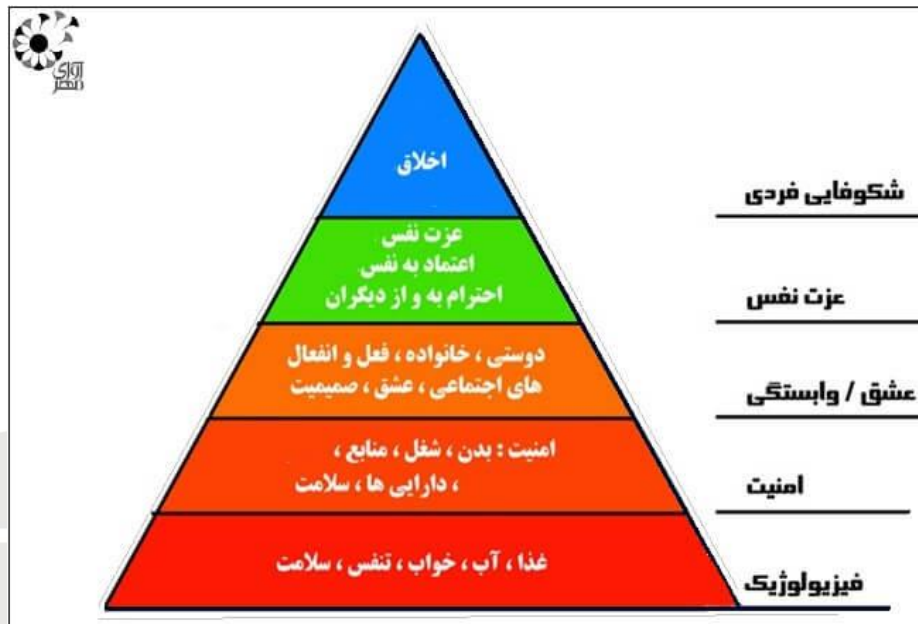 آوای
مهر
اخلاق
شکوفایی فردی
عزت نفس
اعتماد به نفس
احترام به و از دیگران
عزت نفس
دوستی ، خانواده ، فعل و انفعال
های اجتماعی ، عشق ، صمیمیت
عشق / وابستگی
امنیت : بدن ، شغل ، منابع ،
، دارایی ها ، سلامت
امنیت
غذا ، آب ، خواب ، تنفس ، سلامت
فیزیولوژیک